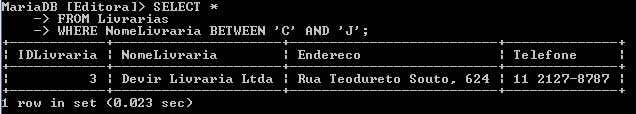 MariaDB [Editora]> SELECT *
    -> FROM Livrarias
    -> WHERE NomeLivraria BETWEEN 'C' AND 'J';
+------------+----------------------+---------------------------+--------------+
| IDLivraria | NomeLivraria         | Endereco                  | Telefone     |
+------------+----------------------+---------------------------+--------------+
|          3 | Devir Livraria Ltda | Rua Teodureto Souto, 624 | 11 2127-8787 |
+------------+----------------------+---------------------------+--------------+
1 row in set (0.023 sec)